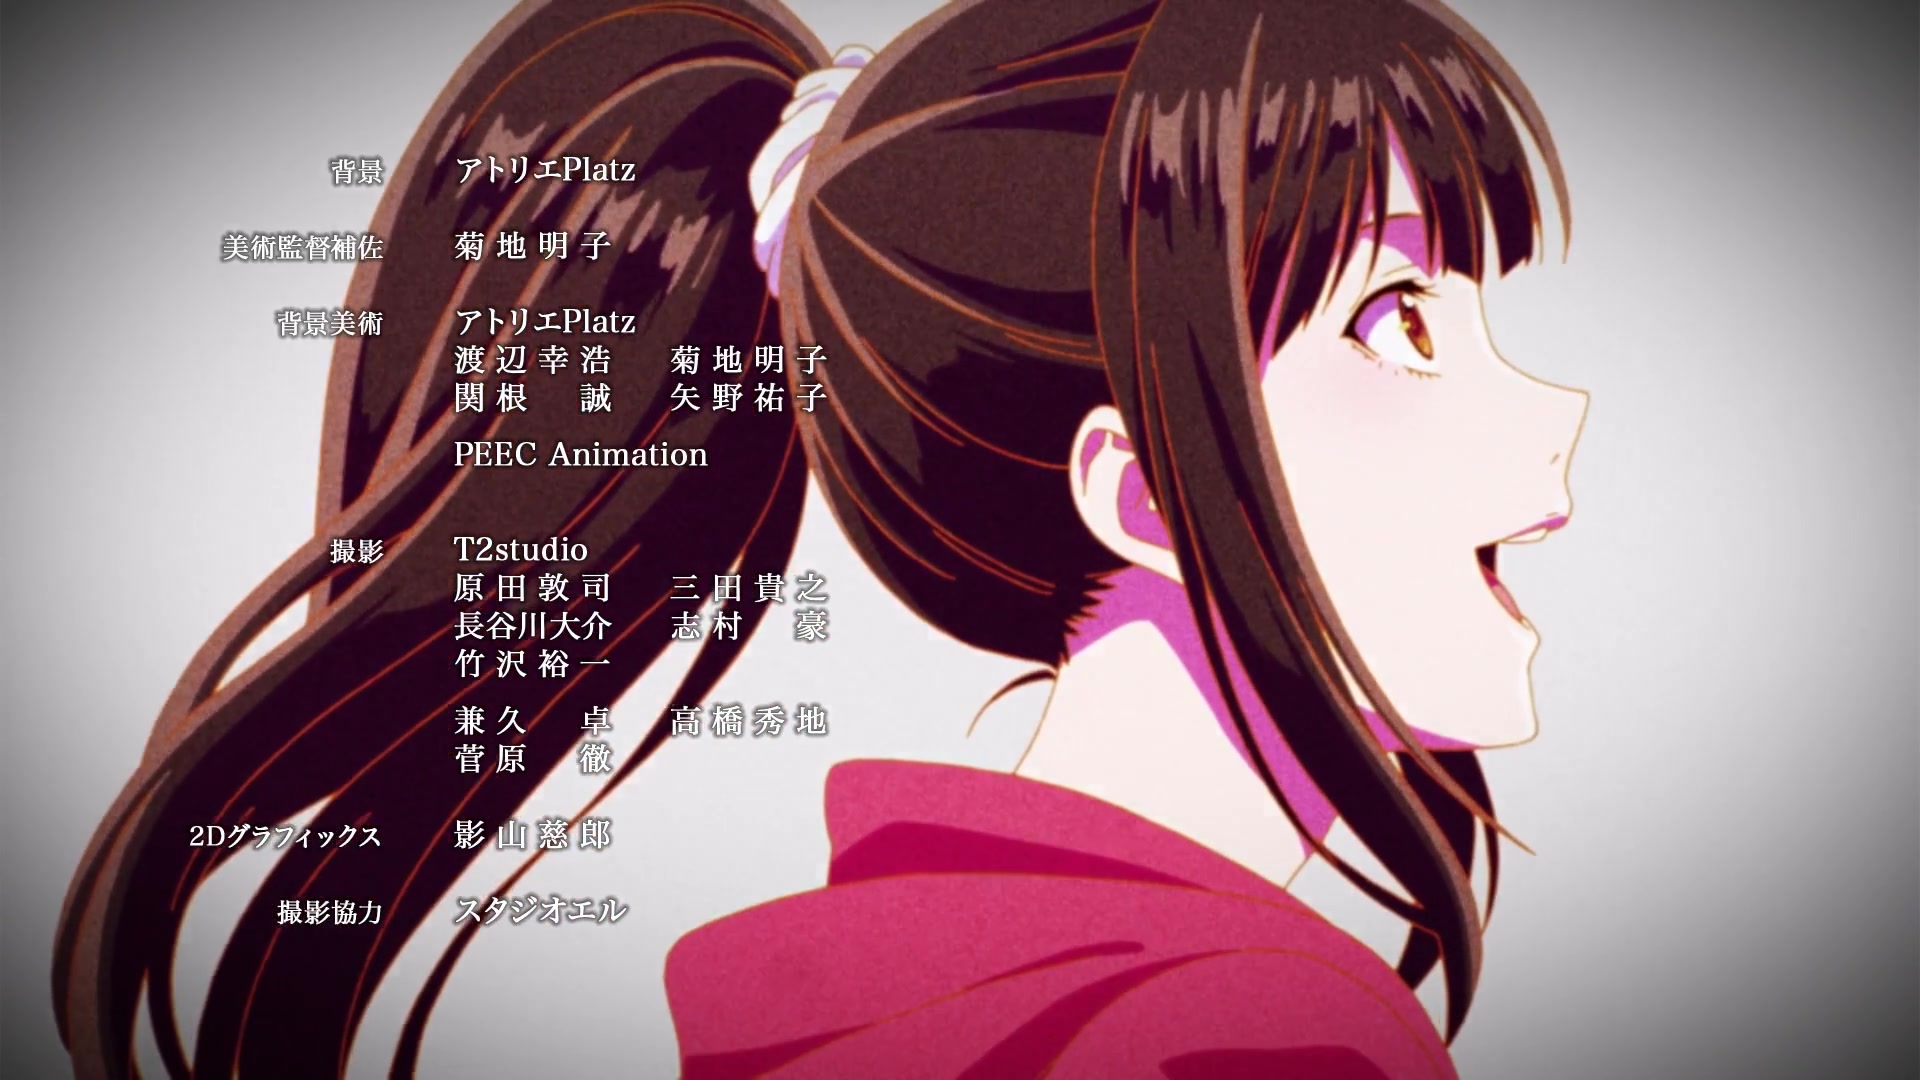 背景 アトリエPlatz
美術監督補佐 菊地明子
背景美術 アトリエPlatz
渡辺幸浩 菊地明子
関根 誠 矢野祐子
PEEC Animation
撮影 T2studio
原田敦司 三田貴之
長谷川大介 志村 豪
竹沢裕一
兼久 卓 高橋秀地
菅原 徹
2Dグラフィックス 影山慈郎
撮影協力 スタジオエル